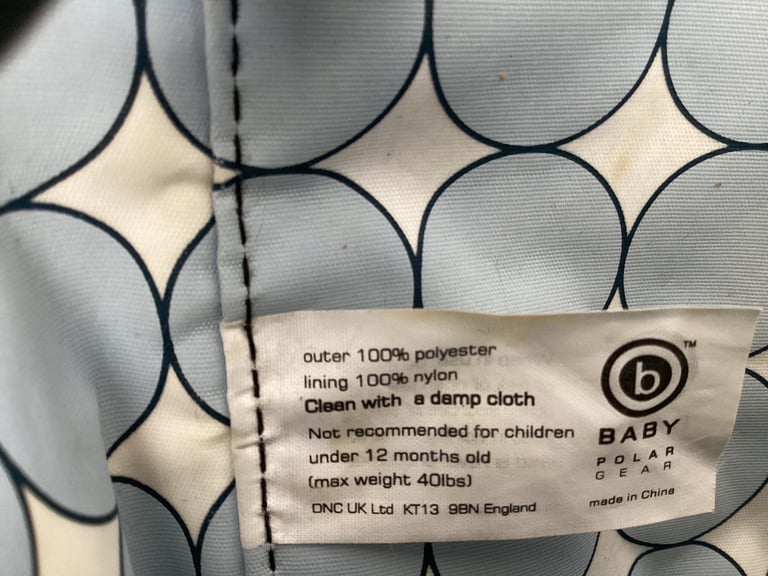 outer 100% polyester
lining 100% nylon
Clean with a damp cloth
Not recommended for children
under 12 months old
(max weight 40lbs)
DNC UK Ltd KT13 9BN England
b ™
BABY
POLAR
GEAR
made in China